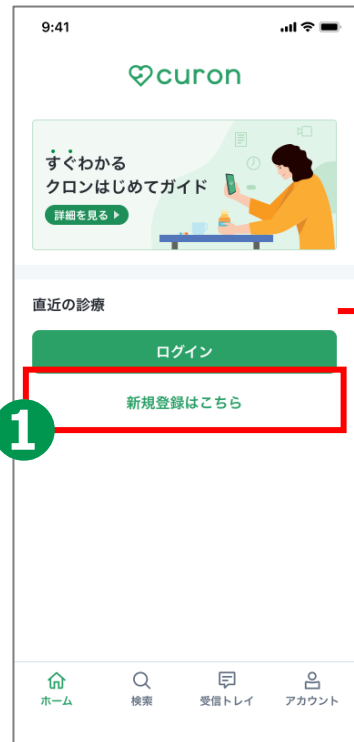 9:41
curon
すぐわかる
クロンはじめてガイド
詳細を見る
直近の診療
ログイン
新規登録はこちら
1
ホーム 検索 受信トレイ アカウント